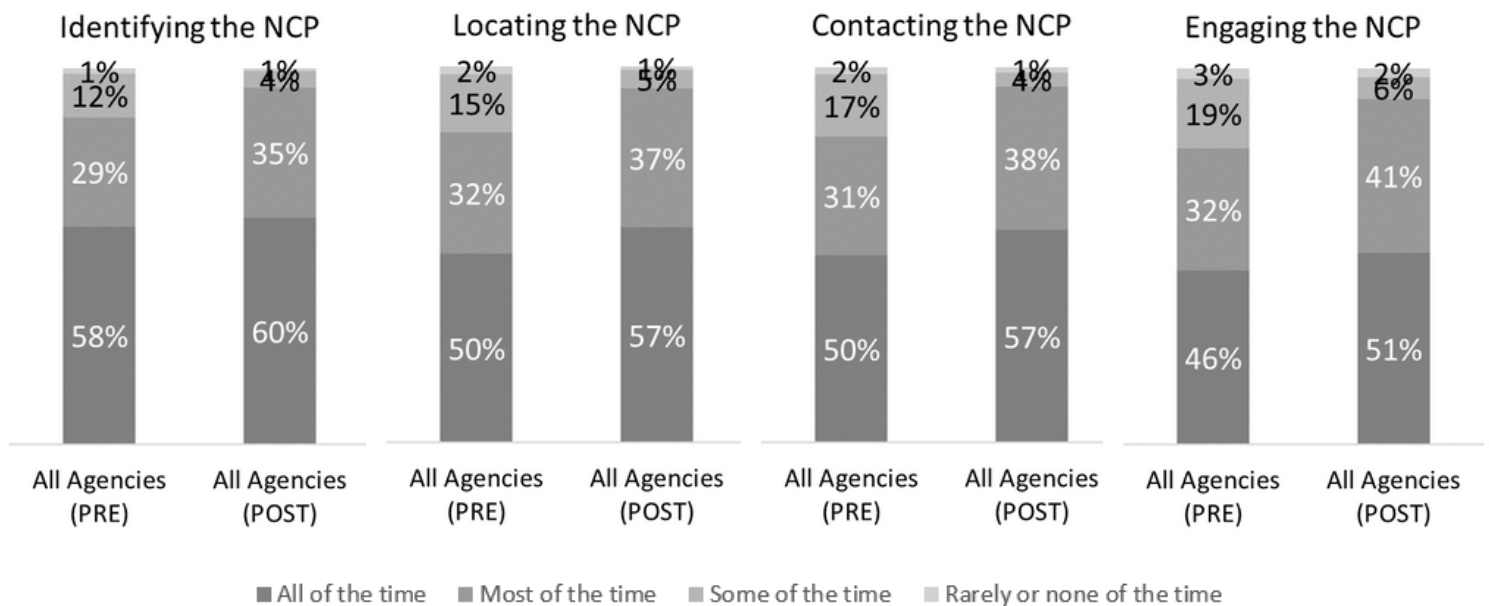 Identifying the NCP
1%
12%
29%
58%
1%
4%
35%
60%
All Agencies
(PRE)
All Agencies
(POST)
Locating the NCP
2%
15%
32%
50%
1%
5%
37%
57%
All Agencies
(PRE)
All Agencies
(POST)
Contacting the NCP
2%
17%
31%
50%
1%
4%
38%
57%
All Agencies
(PRE)
All Agencies
(POST)
Engaging the NCP
3%
19%
32%
46%
2%
6%
41%
51%
All Agencies
(PRE)
All Agencies
(POST)
All of the time Most of the time Some of the time Rarely or none of the time